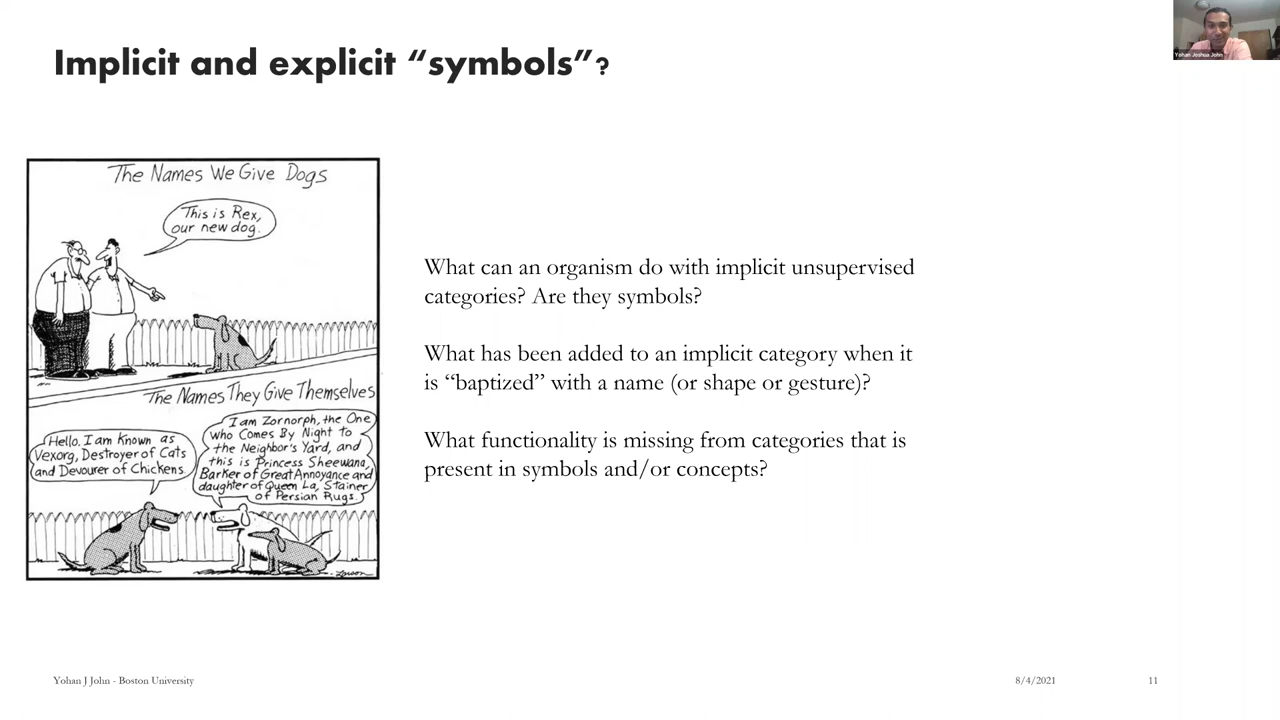 Implicit and explicit “symbols”?
Yohan Joshua John
The Names We Give Dogs
This is Rex,
our new dog.
The Names They Give Themselves
Hello. I am Known as
Vexorg, Destroyer of Cats
and Devourer of Chickens.
I am Zornorph, the One
who Comes By Night to
the Neighbor's Yard, and
this is Princess Sheewana,
Barker of Great Annoyance and
daughter of Queen La, Stainer
of Persian Rugs.
Larson
What can an organism do with implicit unsupervised
categories? Are they symbols?
What has been added to an implicit category when it
is “baptized” with a name (or shape or gesture)?
What functionality is missing from categories that is
present in symbols and/or concepts?
Yohan J John - Boston University
8/4/2021
11